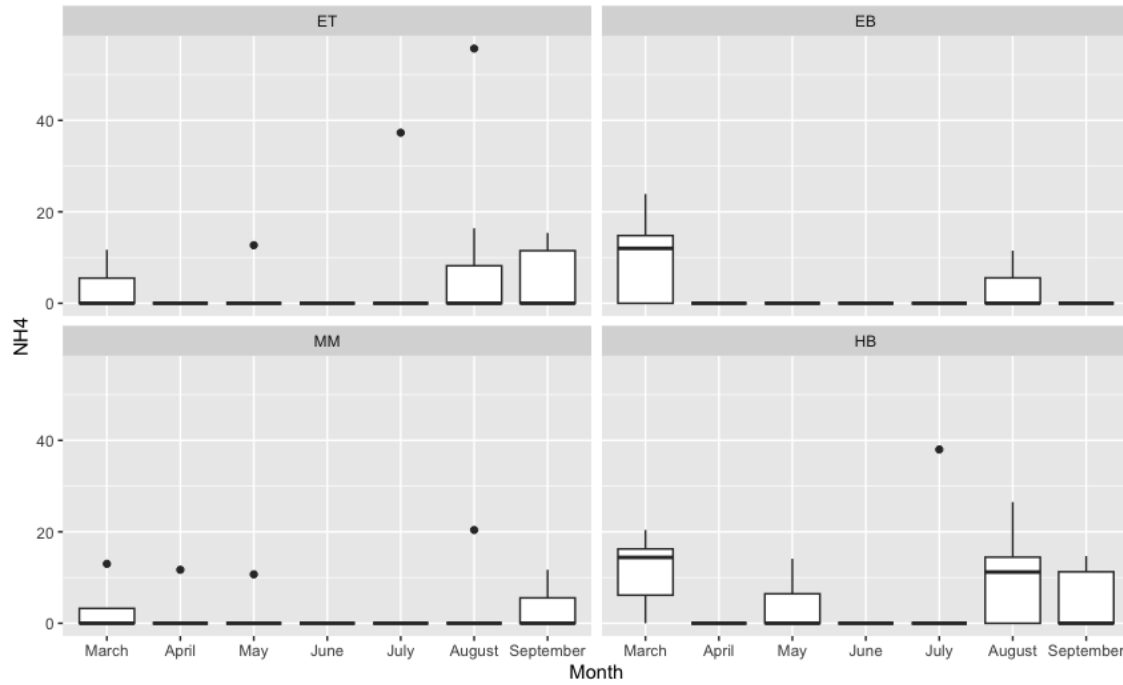 ET
EB
40
20
0
NH4
MM
HB
40
20
0
March April May June July August September March April May June July August September
Month